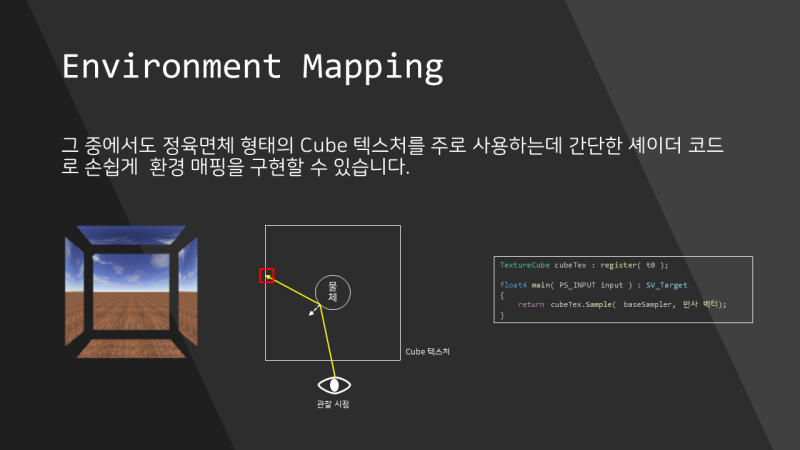 Environment Mapping
그 중에서도 정육면체 형태의 Cube 텍스처를 주로 사용하는데 간단한 셰이더 코드
로 손쉽게  환경 매핑을 구현할 수 있습니다.
물
체
Cube 텍스처
관찰 시점
TextureCube cubeTex : register( t0 );
float4 main( PS_INPUT input ) : SV_Target
{
return cubeTex.Sample( baseSampler, 반사 벡터);
}